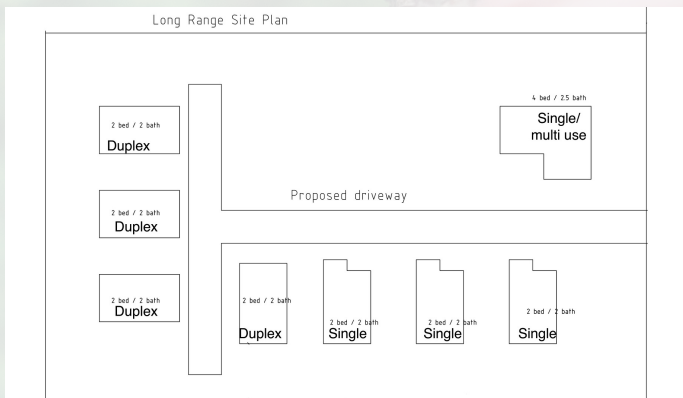 Long Range Site Plan
4 bed / 2.5 bath
Single/
multi use
2 bed / 2 bath
Duplex
Proposed driveway
2 bed / 2 bath
Duplex
2 bed / 2 bath
Duplex
2 bed / 2 bath
Duplex
2 bed / 2 bath
Single
2 bed / 2 bath
Single
2 bed / 2 bath
Single